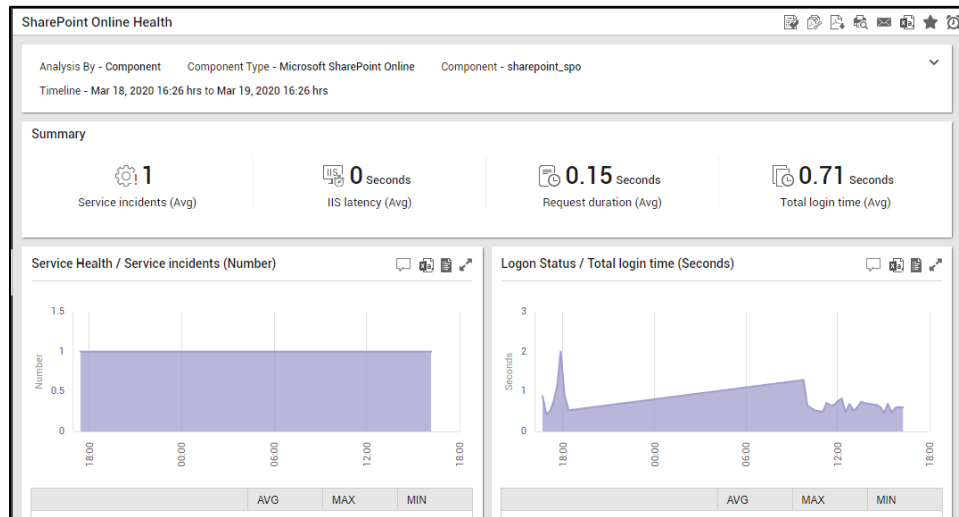 SharePoint Online Health
Analysis By - Component Component Type - Microsoft SharePoint Online Component - sharepoint_spo
Timeline - Mar 18, 2020 16:26 hrs to Mar 19, 2020 16:26 hrs
Summary
1
Service incidents (Avg)
IIS
0 Seconds
IIS latency (Avg)
0.15 Seconds
Request duration (Avg)
0.71 Seconds
Total login time (Avg)
Service Health / Service incidents (Number)
1.5
1
0.5
0
Number
18:00
00:00
06:00
12:00
18:00
AVG MAX MIN
Logon Status / Total login time (Seconds)
3
2
1
0
Seconds
18:00
00:00
06:00
12:00
18:00
AVG MAX MIN